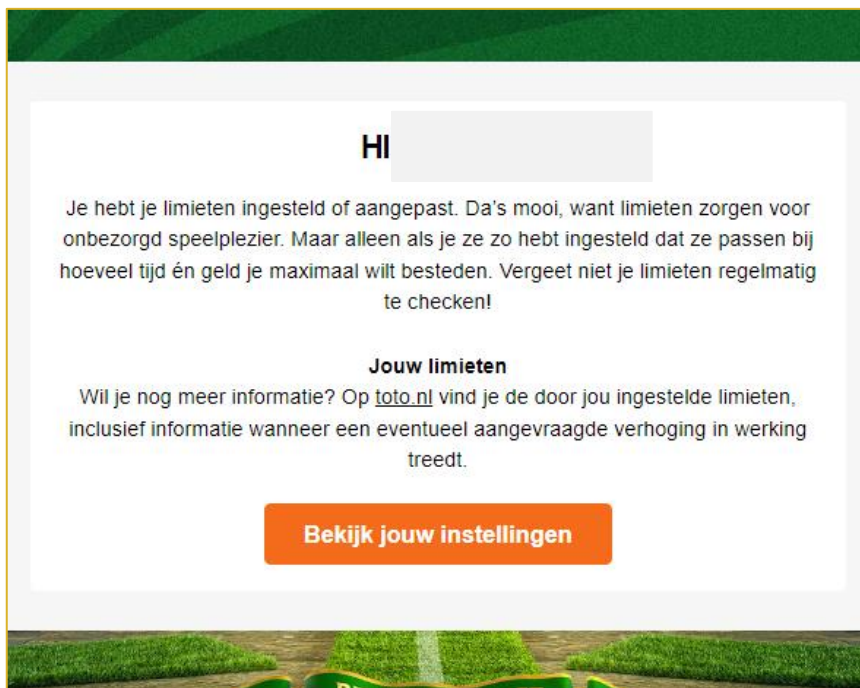 HI
Je hebt je limieten ingesteld of aangepast. Da's mooi, want limieten zorgen voor
onbezorgd speelplezier. Maar alleen als je ze zo hebt ingesteld dat ze passen bij
hoeveel tijd én geld je maximaal wilt besteden. Vergeet niet je limieten regelmatig
te checken!
Jouw limieten
Wil je nog meer informatie? Op toto.nl vind je de door jou ingestelde limieten,
inclusief informatie wanneer een eventueel aangevraagde verhoging in werking
treedt.
Bekijk jouw instellingen